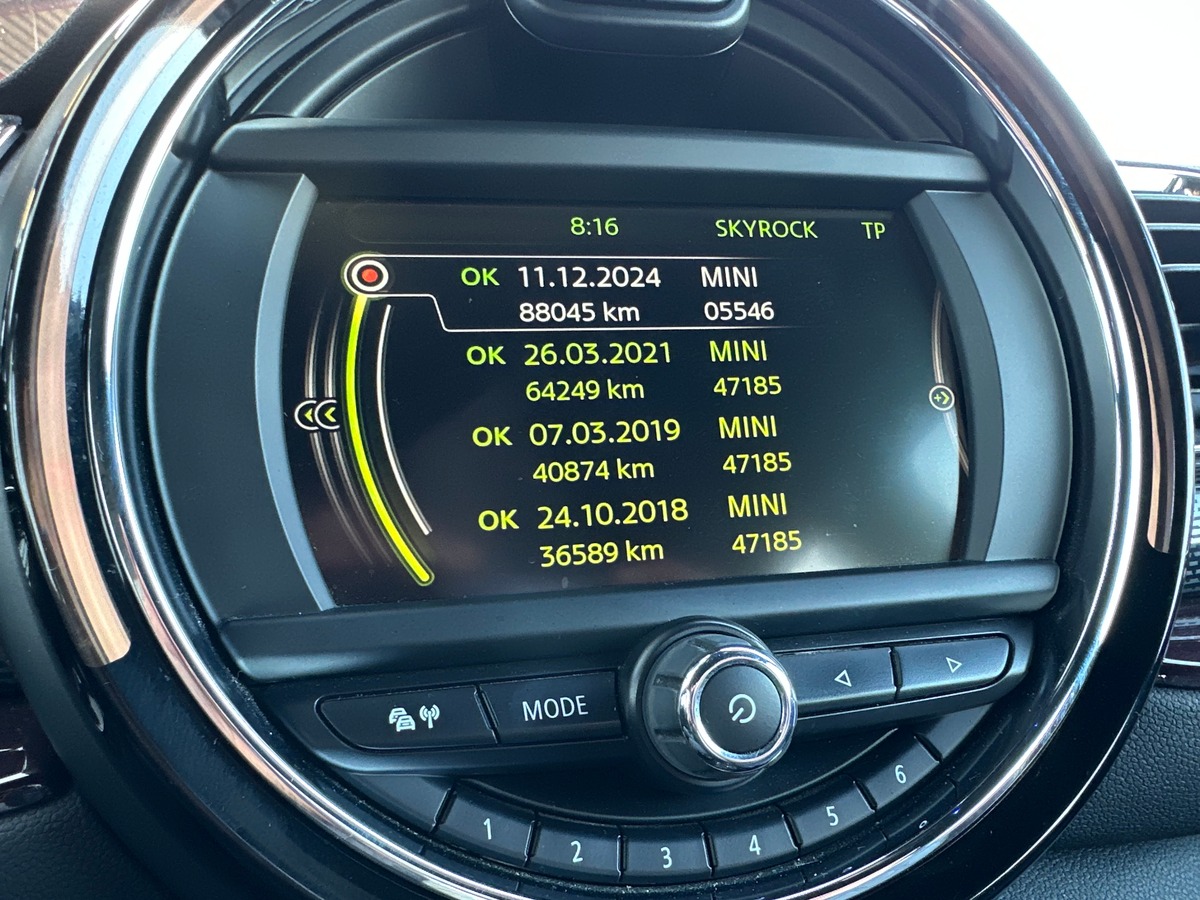 8:16 SKYROCK TP
OK 11.12.2024 MINI
88045 km 05546
OK 26.03.2021 MINI
64249 km 47185
OK 07.03.2019 MINI
40874 km 47185
OK 24.10.2018 MINI
36589 km 47185
MODE
1 2 3 4 5 6